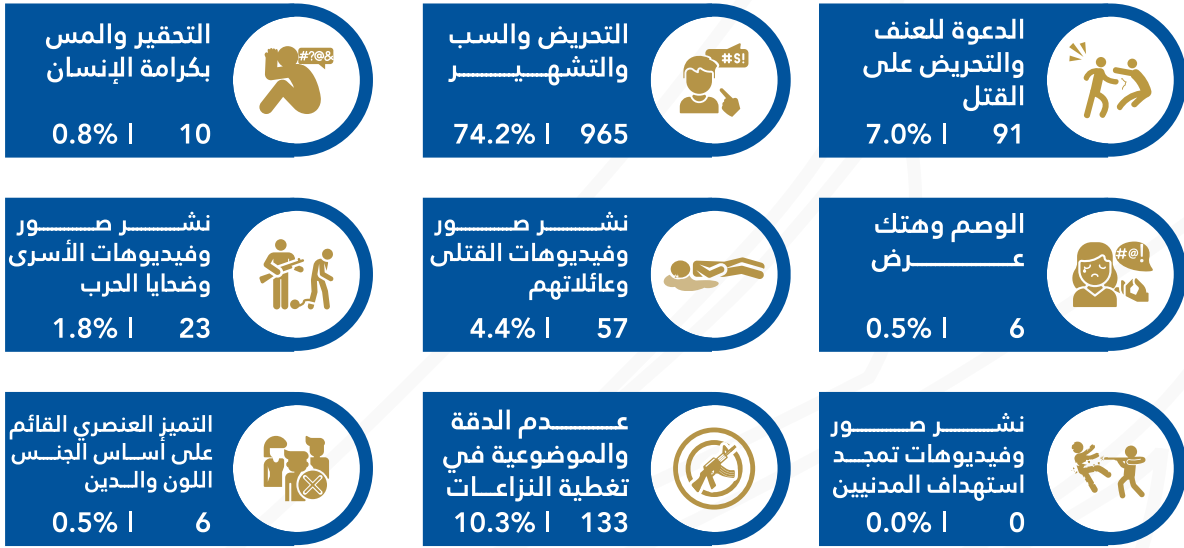 الدعوة للعنف
والتحريض على
القتل
91 | 7.0%
#$!
التحريض والسب
والتشهير
965 | 74.2%
#?@&
التحقير والمس
بكرامة الإنسان
10 | 0.8%
#@!
الوصم وهتك
عرض
6 | 0.5%
نشر صور
وفيديوهات القتلى
وعائلاتهم
57 | 4.4%
نشر صور
وفيديوهات الأسرى
وضحايا الحرب
23 | 1.8%
نشر صور
وفيديوهات تمجد
استهداف المدنيين
0 | 0.0%
عدم الدقة
والموضوعية في
تغطية النزاعات
133 | 10.3%
التميز العنصري القائم
على أساس الجنس
اللون والدين
6 | 0.5%